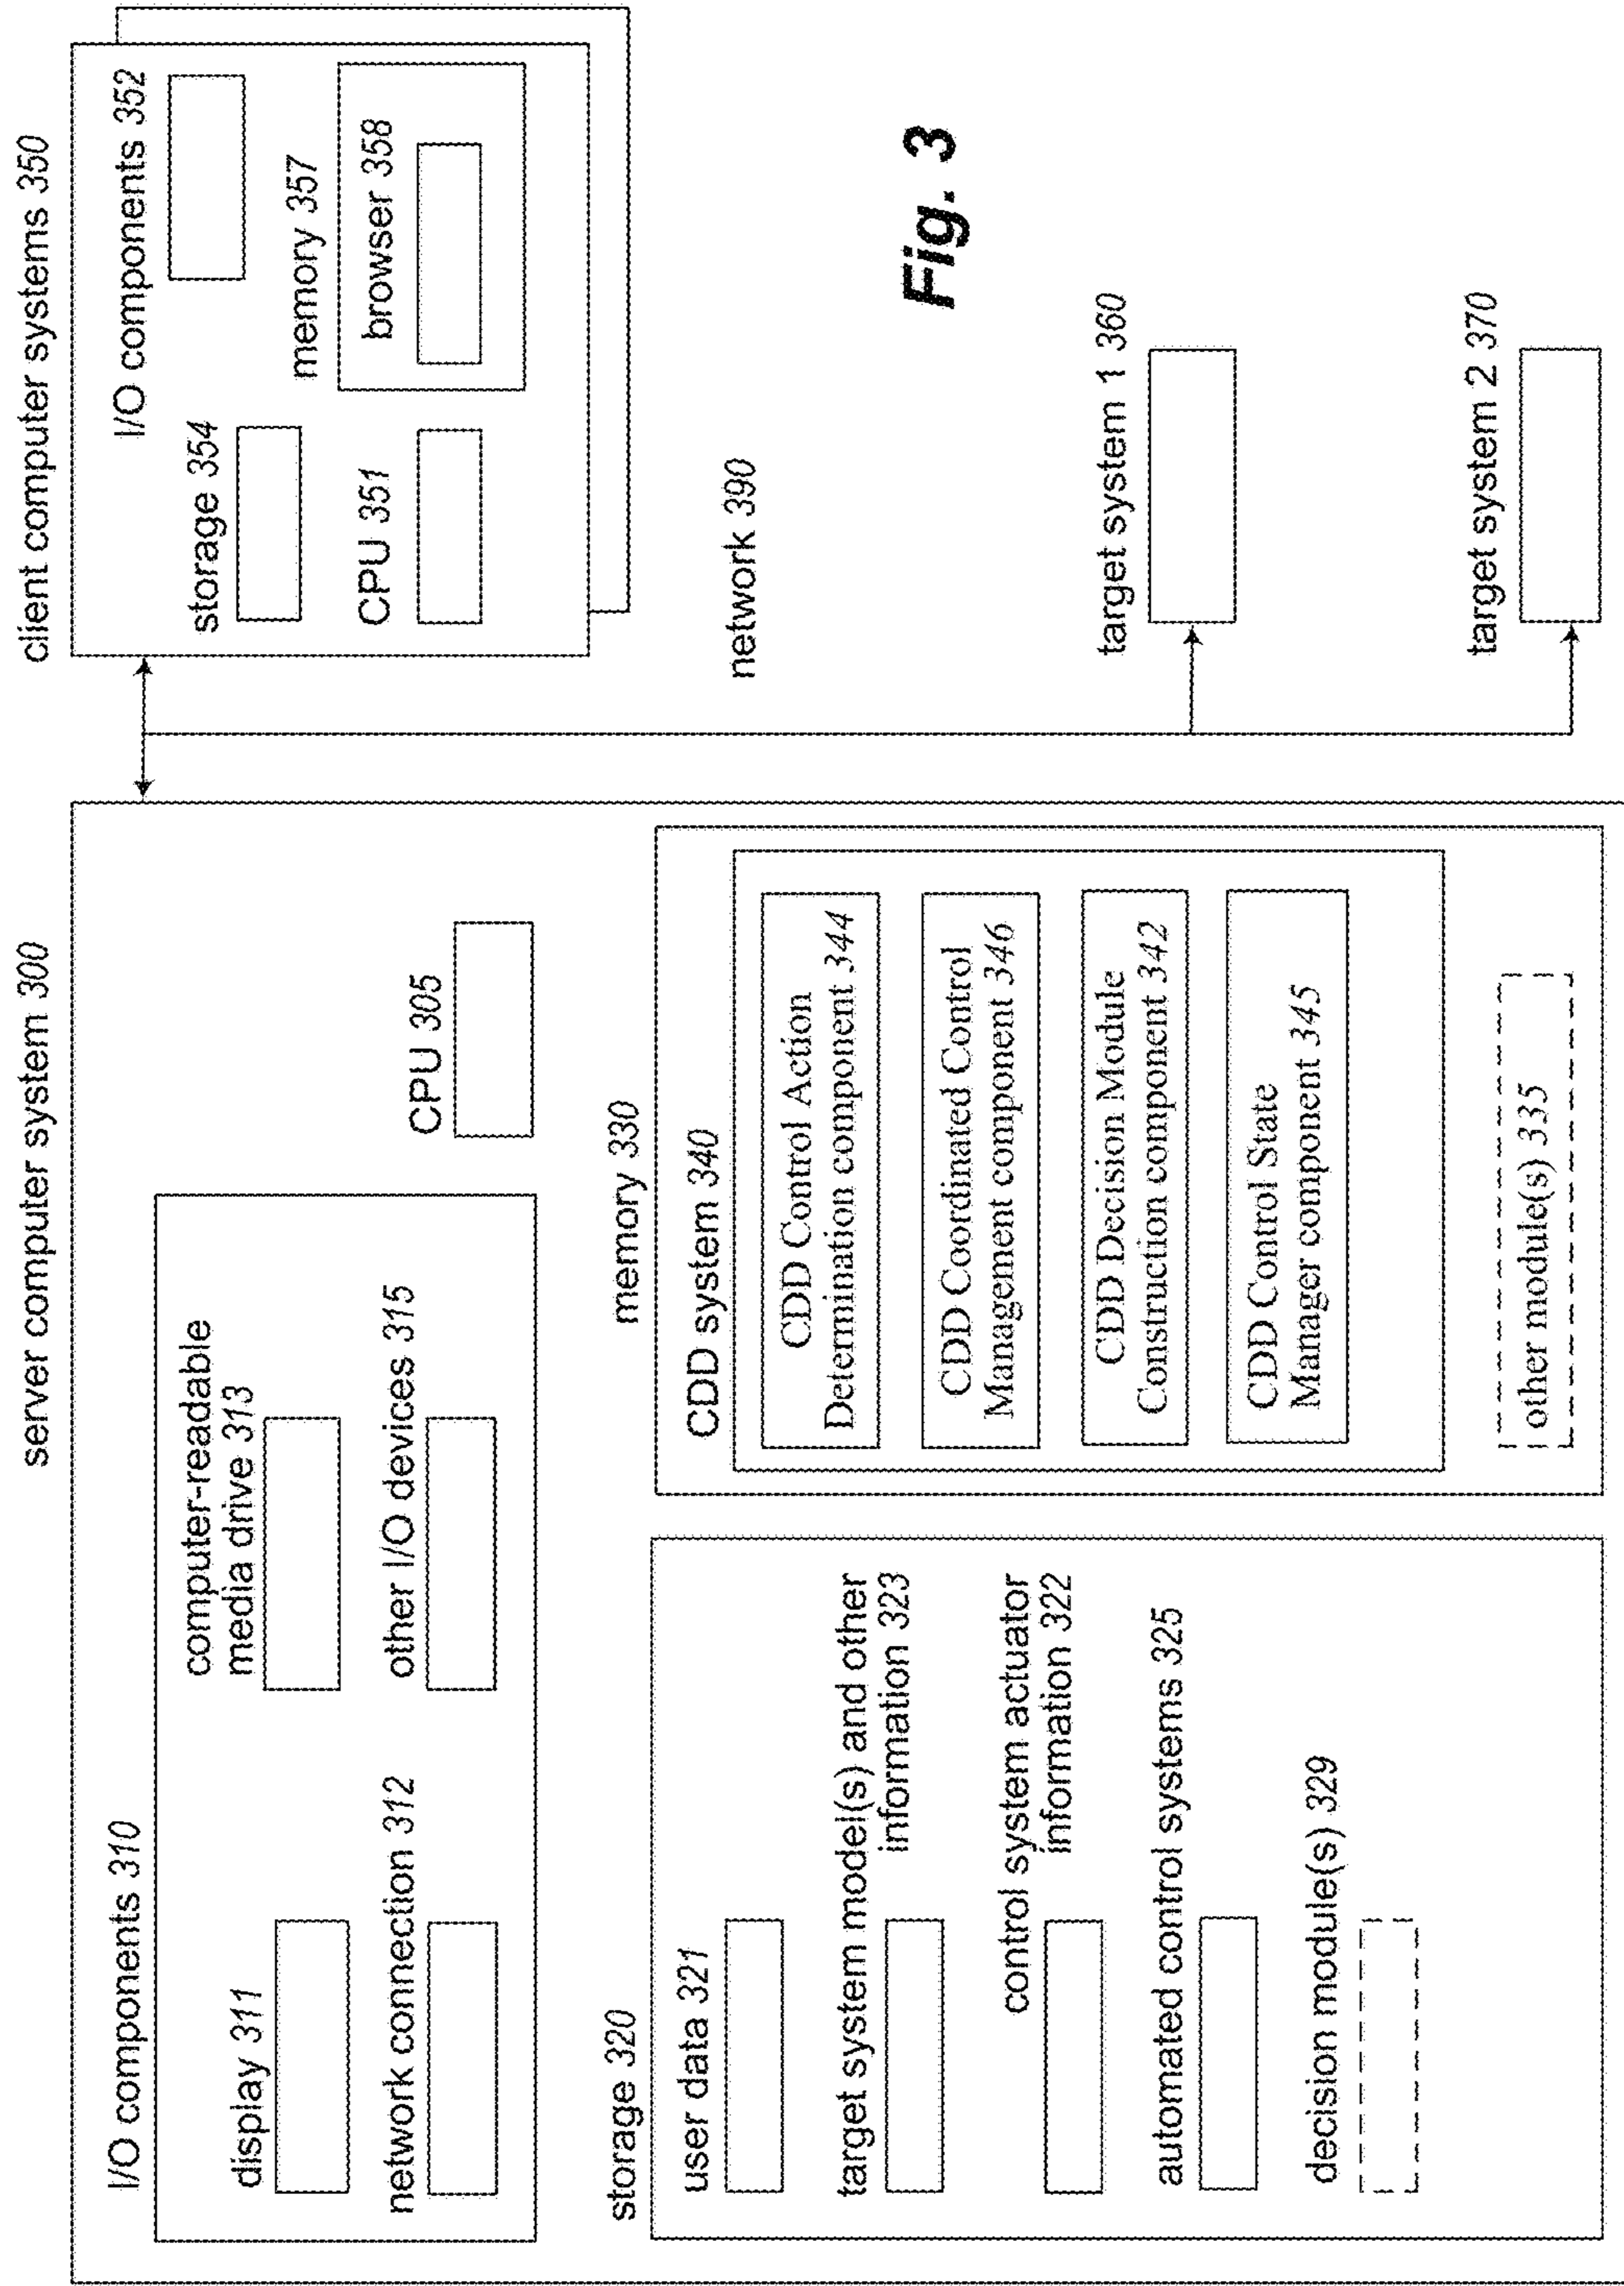 server computer system 300
I/O components 310
display 311
network connection 312
computer-readable
media drive 313
other I/O devices 315
CPU 305
storage 320
user data 321
target system model(s) and other
information 323
control system actuator
information 322
automated control systems 325
decision module(s) 329
memory 330
CDD system 340
CDD Control Action
Determination component 344
CDD Coordinated Control
Management component 346
CDD Decision Module
Construction component 342
CDD Control State
Manager component 345
other module(s) 335
client computer systems 350
I/O components 352
storage 354
memory 357
browser 358
CPU 351
network 390
target system 1 360
target system 2 370
Fig. 3